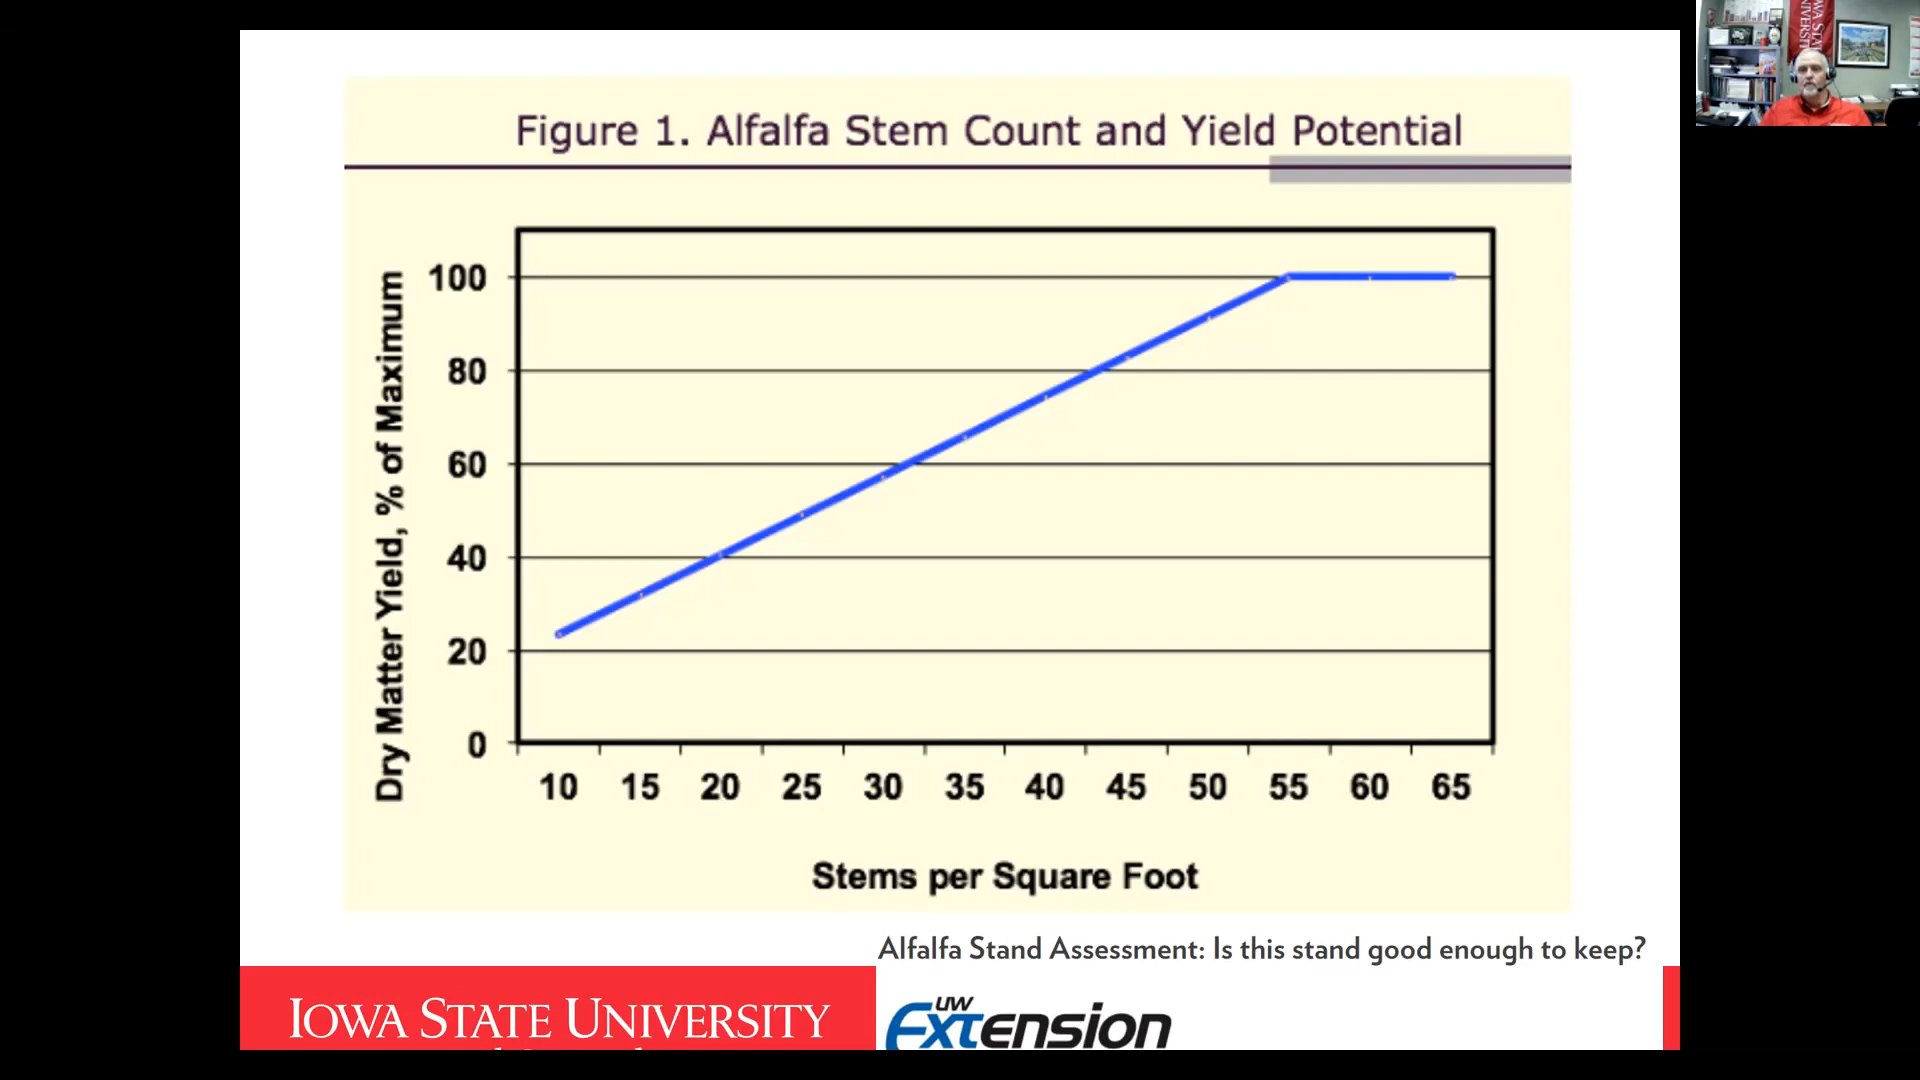 Figure 1. Alfalfa Stem Count and Yield Potential
Dry Matter Yield, % of Maximum
100
80
60
40
20
0
10 15 20 25 30 35 40 45 50 55 60 65
Stems per Square Foot
Alfalfa Stand Assessment: Is this stand good enough to keep?
IOWA STATE UNIVERSITY
UW
Extension